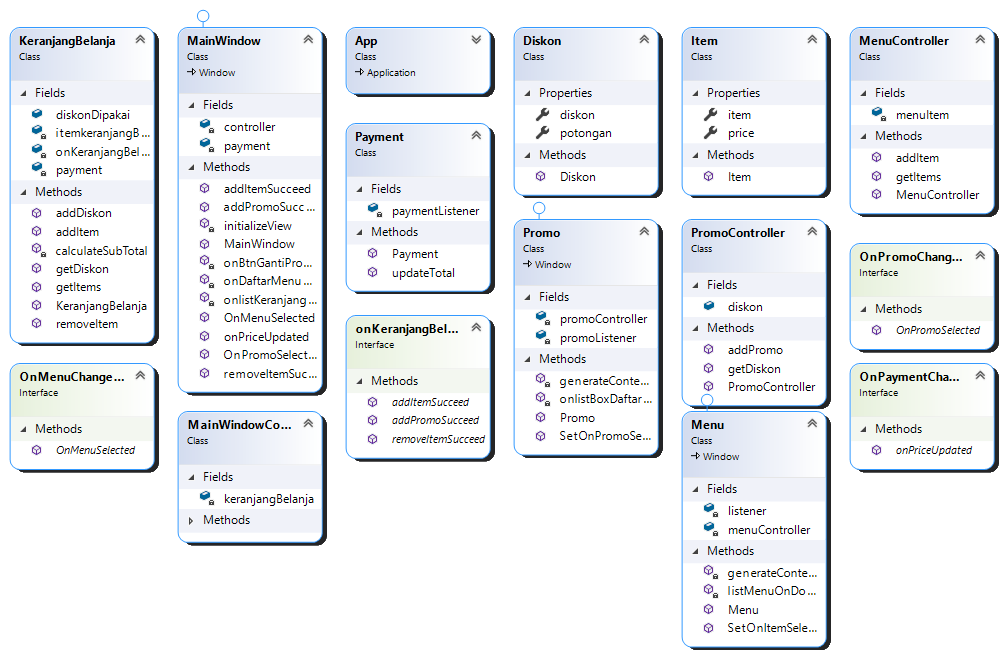 KeranjangBelanja
Class
Fields
diskonDipakai
itemkeranjangB...
onKeranjangBel...
payment
Methods
addDiskon
addItem
calculateSubTotal
getDiskon
getItems
KeranjangBelanja
removeItem
OnMenuChange...
Interface
Methods
OnMenuSelected
MainWindow
Class
Window
Fields
controller
payment
Methods
addItemSucceed
addPromoSucc...
initializeView
MainWindow
onBtnGantiPro...
onDaftarMenu...
onlistKeranjang...
OnMenuSelected
onPriceUpdated
OnPromoSelect...
removeItemSuc...
MainWindowCo...
Class
Fields
keranjangBelanja
Methods
App
Class
Application
Payment
Class
Fields
paymentListener
Methods
Payment
updateTotal
onKeranjangBel...
Interface
Methods
addItemSucceed
addPromoSucceed
removeItemSucceed
Diskon
Class
Properties
diskon
potongan
Methods
Diskon
Promo
Class
Window
Fields
promoController
promoListener
Methods
generateConte...
onlistBoxDaftar...
Promo
SetOnPromoSe...
Item
Class
Properties
item
price
Methods
Item
PromoController
Class
Fields
diskon
Methods
addPromo
getDiskon
PromoController
Menu
Class
Window
Fields
listener
menuController
Methods
generateConte...
listMenuOnDo...
Menu
SetOnItemSele...
MenuController
Class
Fields
menuItem
Methods
addItem
getItems
MenuController
OnPromoChang...
Interface
Methods
OnPromoSelected
OnPaymentCha...
Interface
Methods
onPriceUpdated